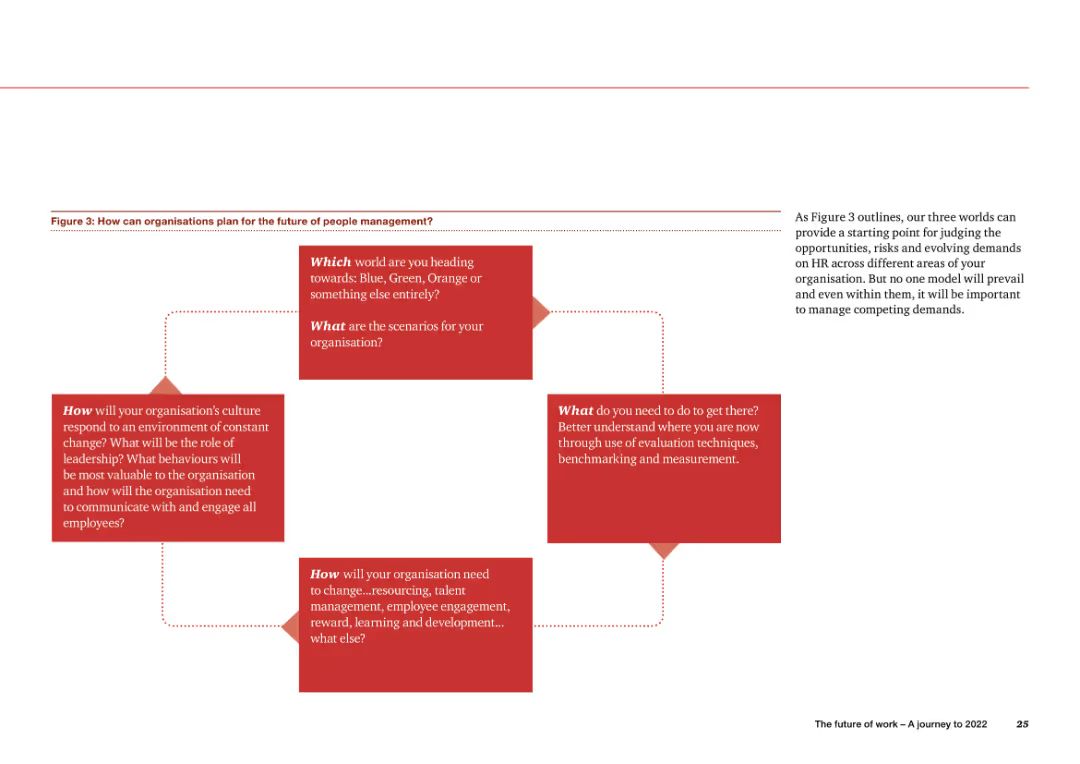 Figure 3: How can organisations plan for the future of people management?
Which world are you heading
towards: Blue, Green, Orange or
something else entirely?
What are the scenarios for your
organisation?
What do you need to do to get there?
Better understand where you are now
through use of evaluation techniques,
benchmarking and measurement.
How will your organisation need
to change...resourcing, talent
management, employee engagement,
reward, learning and development...
what else?
How will your organisation's culture
respond to an environment of constant
change? What will be the role of
leadership? What behaviours will
be most valuable to the organisation
and how will the organisation need
to communicate with and engage all
employees?
As Figure 3 outlines, our three worlds can
provide a starting point for judging the
opportunities, risks and evolving demands
on HR across different areas of your
organisation. But no one model will prevail
and even within them, it will be important
to manage competing demands.
The future of work – A journey to 2022 25